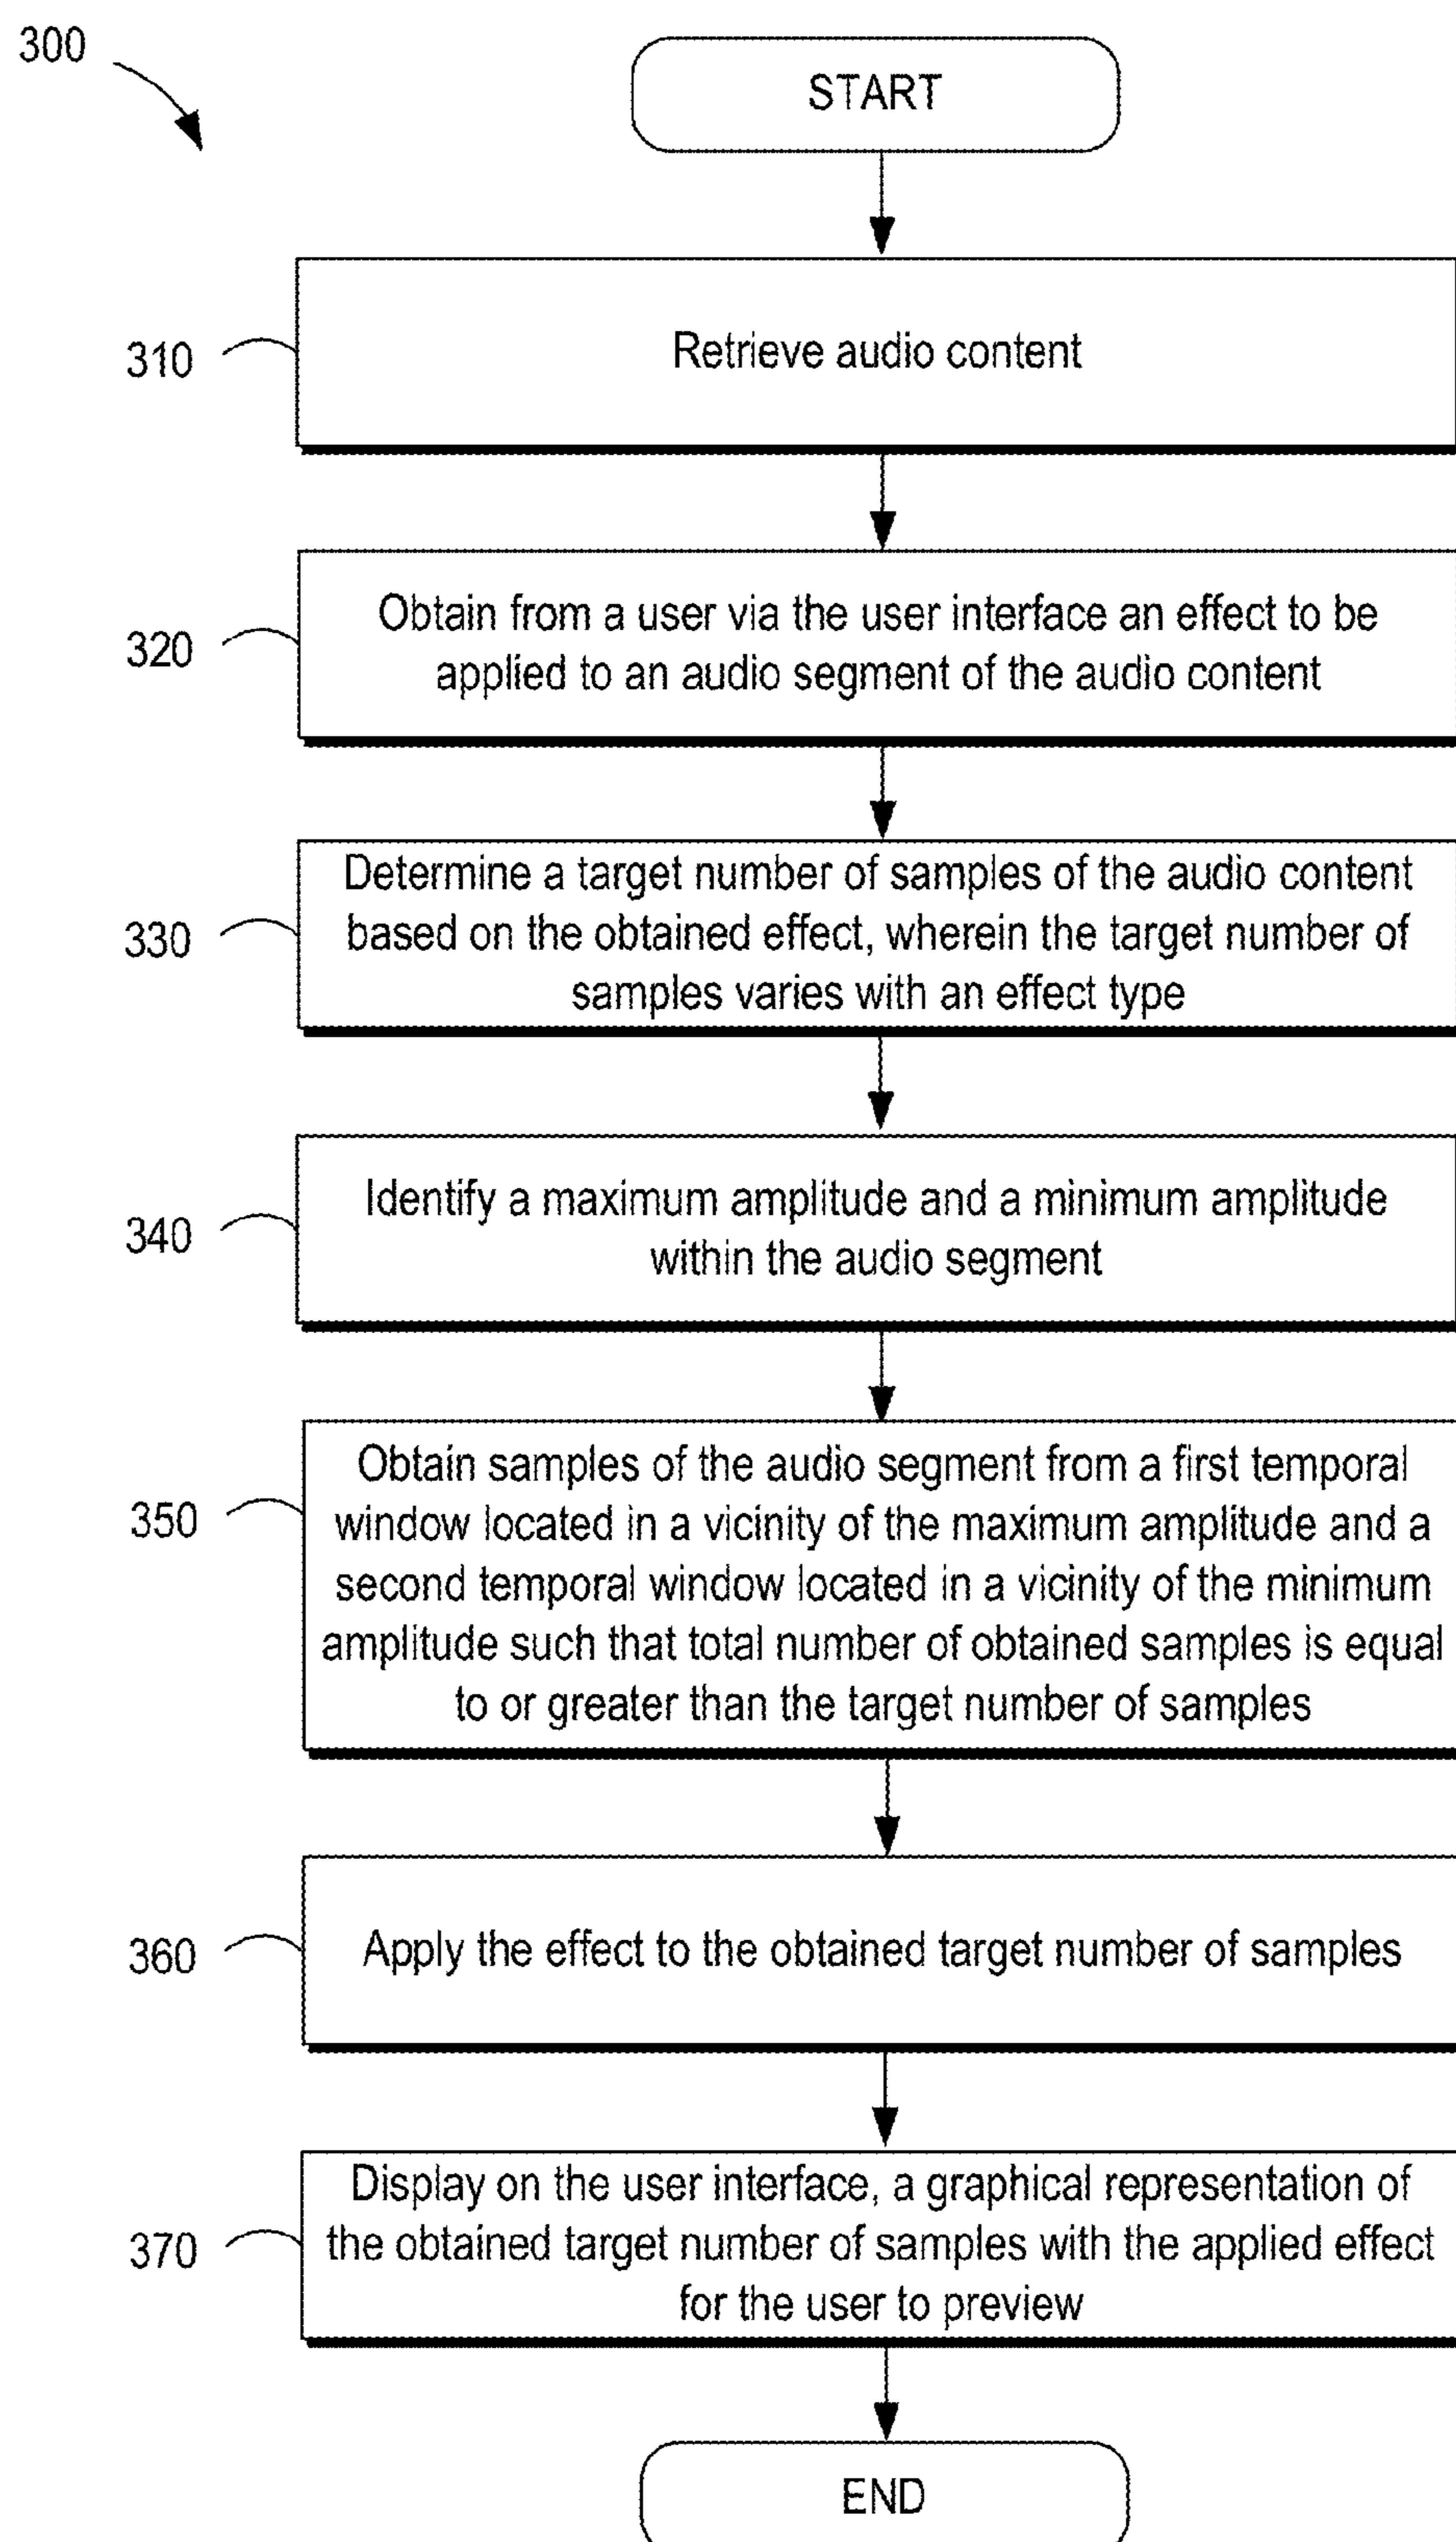 300
START
310
Retrieve audio content
320
Obtain from a user via the user interface an effect to be
applied to an audio segment of the audio content
330
Determine a target number of samples of the audio content
based on the obtained effect, wherein the target number of
samples varies with an effect type
340
Identify a maximum amplitude and a minimum amplitude
within the audio segment
350
Obtain samples of the audio segment from a first temporal
window located in a vicinity of the maximum amplitude and a
second temporal window located in a vicinity of the minimum
amplitude such that total number of obtained samples is equal
to or greater than the target number of samples
360
Apply the effect to the obtained target number of samples
370
Display on the user interface, a graphical representation of
the obtained target number of samples with the applied effect
for the user to preview
END